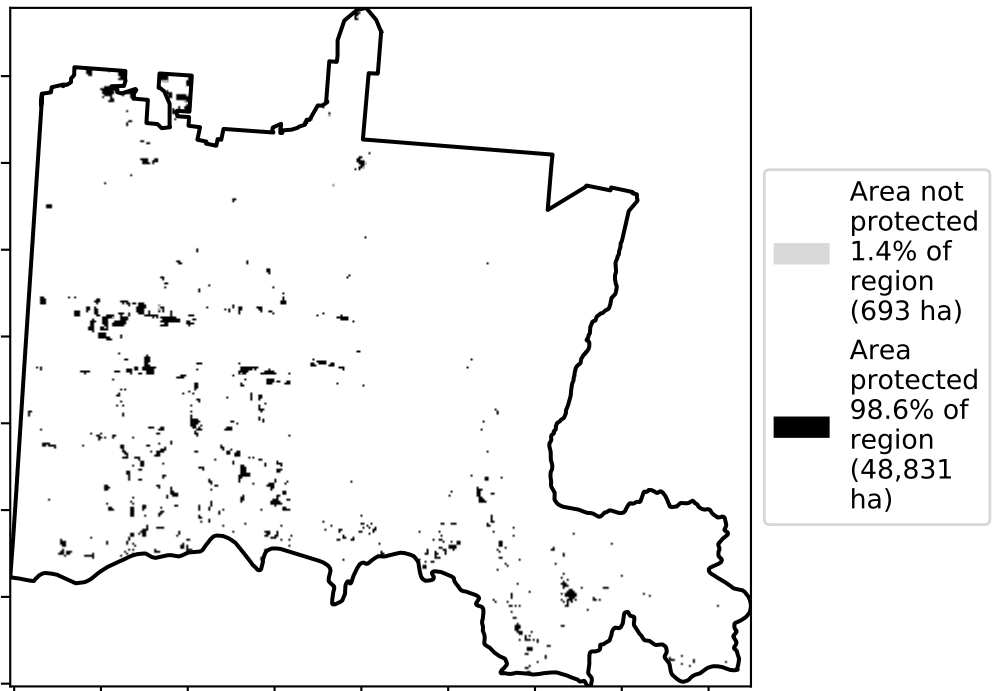 Area not
protected
1.4% of
region
(693 ha)
Area
protected
98.6% of
region
(48,831
ha)